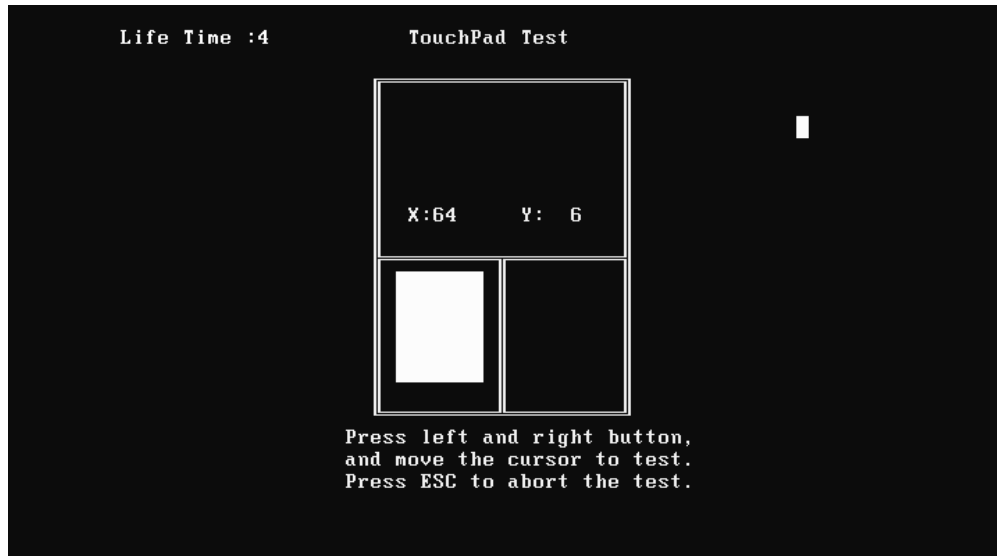 Life Time :4 TouchPad Test
X:64 Y: 6
Press left and right button,
and move the cursor to test.
Press ESC to abort the test.